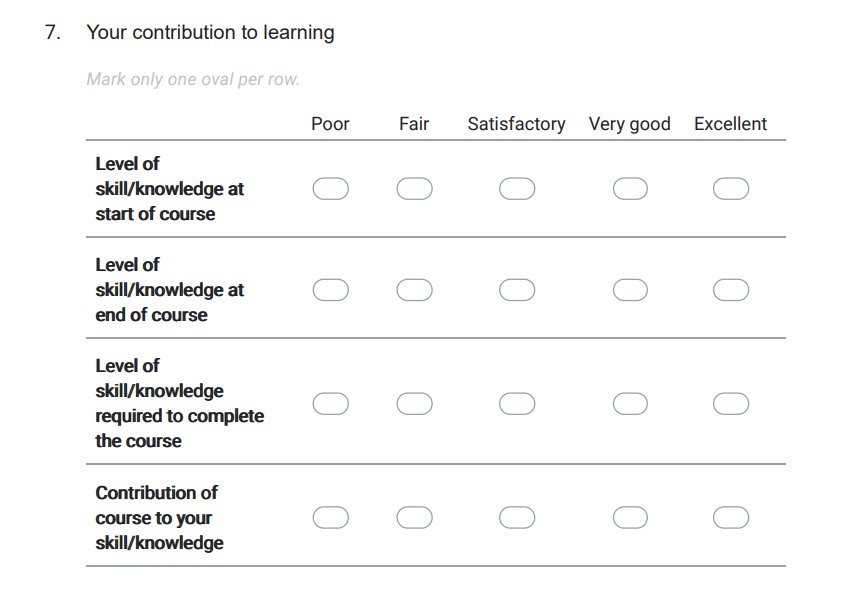 7. Your contribution to learning
Mark only one oval per row.
Poor Fair Satisfactory Very good Excellent
Level of
skill/knowledge at
start of course
Level of
skill/knowledge at
end of course
Level of
skill/knowledge
required to complete
the course
Contribution of
course to your
skill/knowledge